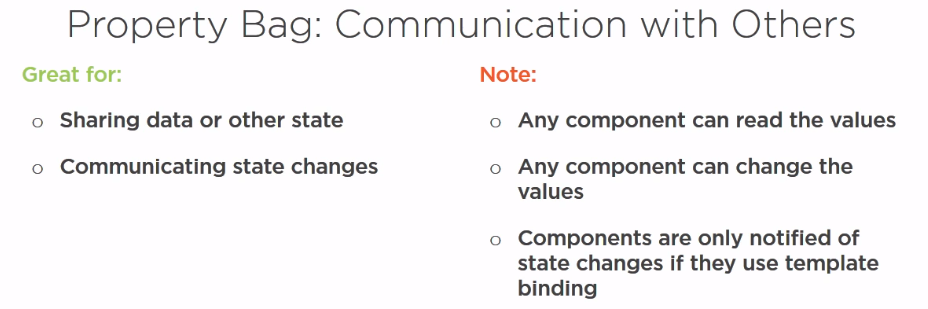 Property Bag: Communication with Others
Great for:
o Sharing data or other state
o Communicating state changes
Note:
o Any component can read the values
o Any component can change the
values
o Components are only notified of
state changes if they use template
binding